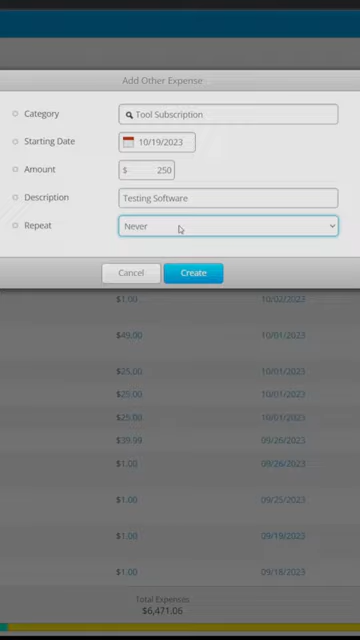 Add Other Expense
Category
Tool Subscription
Starting Date
10/19/2023
Amount
$ 250
Description
Testing Software
Repeat
Never
Cancel Create
$1.00 10/02/2023
$49.00 10/01/2023
$25.00 10/01/2023
$25.00 10/01/2023
$25.00 10/01/2023
$39.99 09/26/2023
$1.00 09/26/2023
$1.00 09/25/2023
$1.00 09/19/2023
$1.00 09/18/2023
Total Expenses
$6,471.06